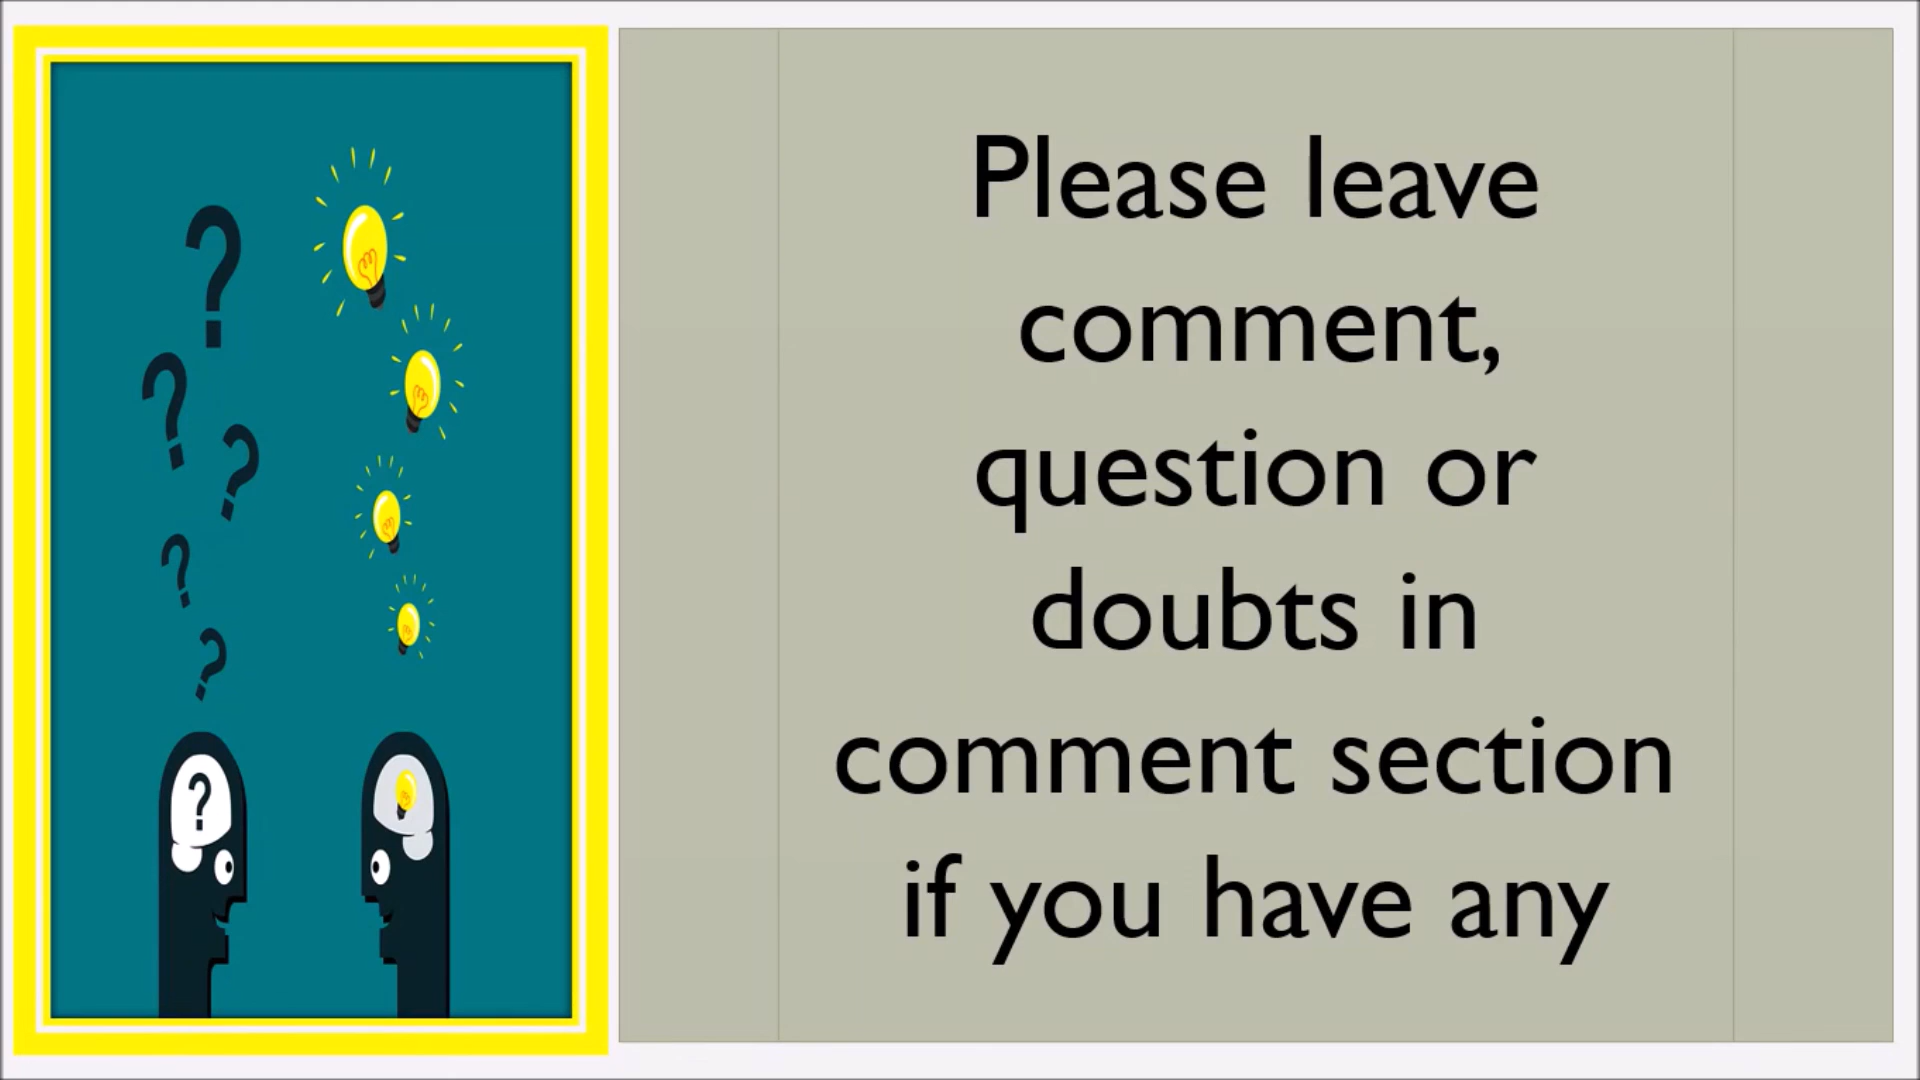 Please leave
comment,
question or
doubts in
comment section
if you have any